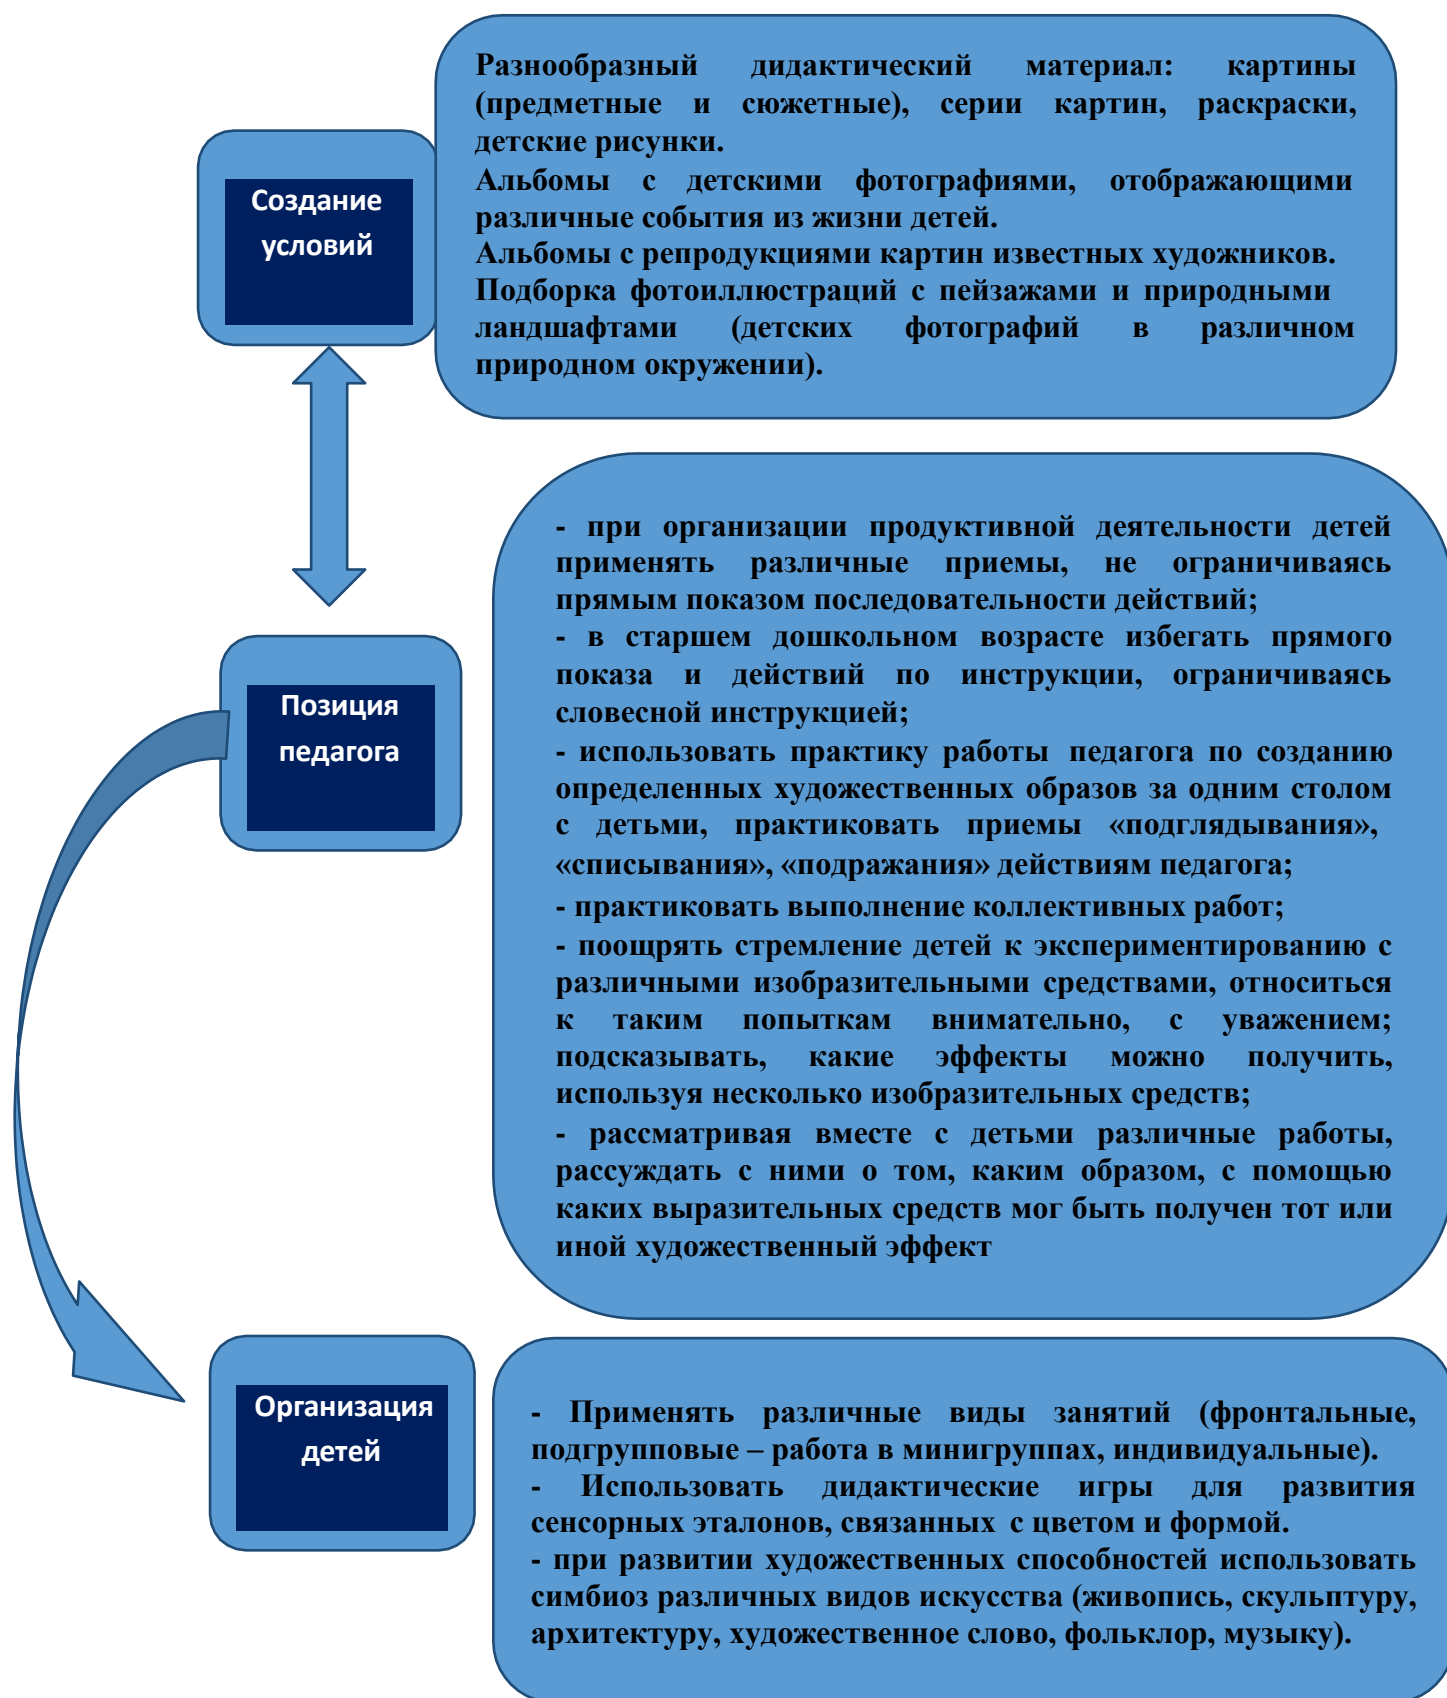 Создание
условий
Разнообразный дидактический материал: картины
(предметные и сюжетные), серии картин, раскраски,
детские рисунки.
Альбомы с детскими фотографиями, отображающими
различные события из жизни детей.
Альбомы с репродукциями картин известных художников.
Подборка фотоиллюстраций с пейзажами и природными
ландшафтами (детских фотографий в различном
природном окружении).
Позиция
педагога
- при организации продуктивной деятельности детей
применять различные приемы, не ограничиваясь
прямым показом последовательности действий;
- в старшем дошкольном возрасте избегать прямого
показа и действий по инструкции, ограничиваясь
словесной инструкцией;
- использовать практику работы педагога по созданию
определенных художественных образов за одним столом
с детьми, практиковать приемы «подглядывания»,
«списывания», «подражания» действиям педагога;
- практиковать выполнение коллективных работ;
- поощрять стремление детей к экспериментированию с
различными изобразительными средствами, относиться
к таким попыткам внимательно, с уважением;
подсказывать, какие эффекты можно получить,
используя несколько изобразительных средств;
- рассматривая вместе с детьми различные работы,
рассуждать с ними о том, каким образом, с помощью
каких выразительных средств мог быть получен тот или
иной художественный эффект
Организация
детей
- Применять различные виды занятий (фронтальные,
подгрупповые – работа в минигруппах, индивидуальные).
- Использовать дидактические игры для развития
сенсорных эталонов, связанных с цветом и формой.
- при развитии художественных способностей использовать
симбиоз различных видов искусства (живопись, скульптуру,
архитектуру, художественное слово, фольклор, музыку).